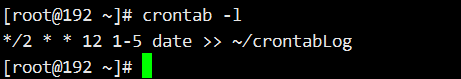 [root@192 ~]# crontab -l
*/2 * * 12 1-5 date >> ~/crontabLog
[root@192 ~]#